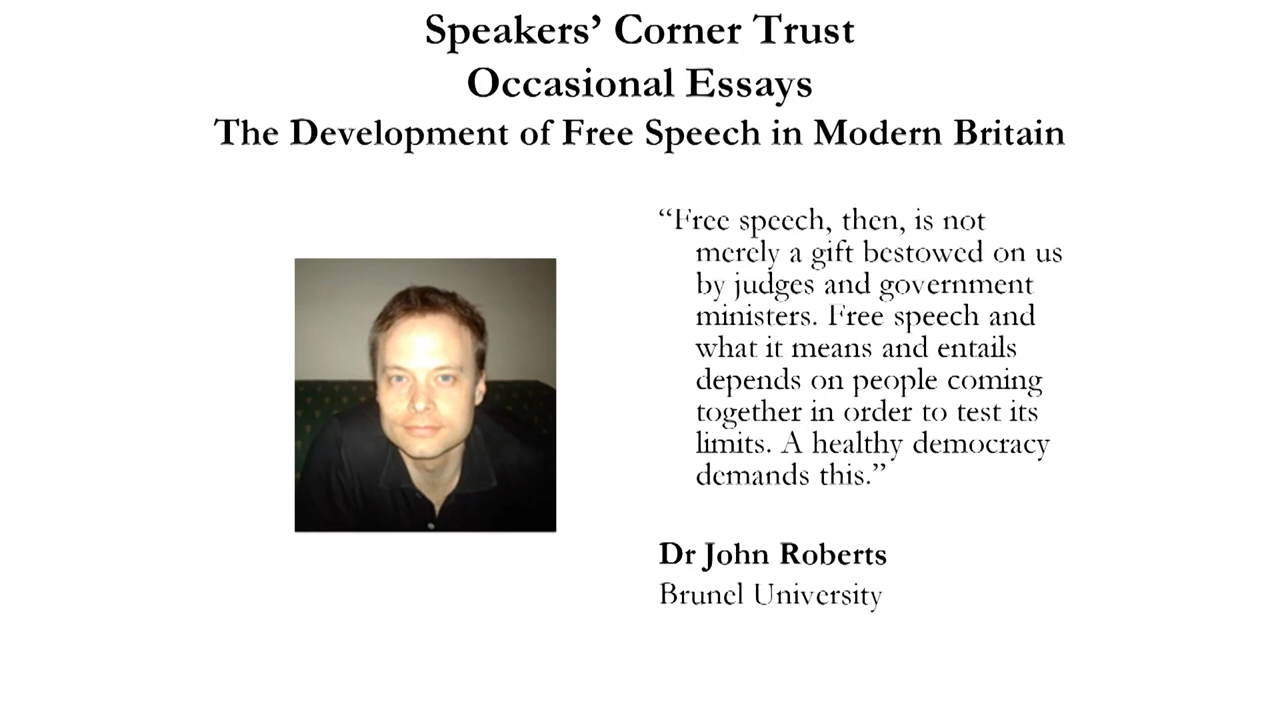 Speakers’ Corner Trust
Occasional Essays
The Development of Free Speech in Modern Britain
“Free speech, then, is not
merely a gift bestowed on us
by judges and government
ministers. Free speech and
what it means and entails
depends on people coming
together in order to test its
limits. A healthy democracy
demands this.”
Dr John Roberts
Brunel University